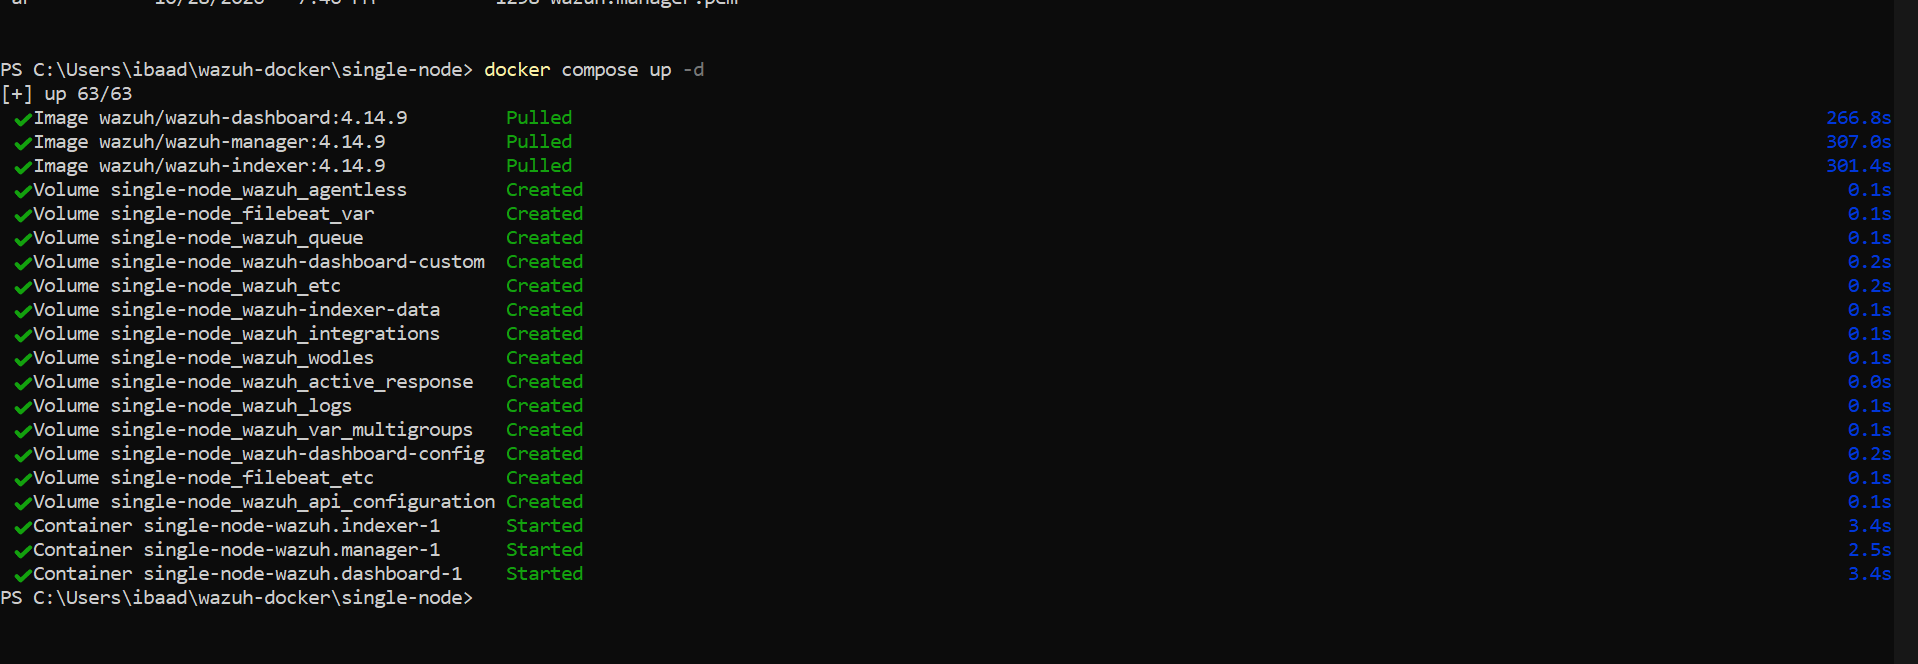 PS C:\Users\ibaad\wazuh-docker\single-node> docker compose up -d
[+] up 63/63
✔Image wazuh/wazuh-dashboard:4.14.9 Pulled 266.8s
✔Image wazuh/wazuh-manager:4.14.9 Pulled 307.0s
✔Image wazuh/wazuh-indexer:4.14.9 Pulled 301.4s
✔Volume single-node_wazuh_agentless Created 0.1s
✔Volume single-node_filebeat_var Created 0.1s
✔Volume single-node_wazuh_queue Created 0.1s
✔Volume single-node_wazuh-dashboard-custom Created 0.2s
✔Volume single-node_wazuh_etc Created 0.2s
✔Volume single-node_wazuh-indexer-data Created 0.1s
✔Volume single-node_wazuh_integrations Created 0.1s
✔Volume single-node_wazuh_wodles Created 0.1s
✔Volume single-node_wazuh_active_response Created 0.0s
✔Volume single-node_wazuh_logs Created 0.1s
✔Volume single-node_wazuh_var_multigroups Created 0.1s
✔Volume single-node_wazuh-dashboard-config Created 0.2s
✔Volume single-node_filebeat_etc Created 0.1s
✔Volume single-node_wazuh_api_configuration Created 0.1s
✔Container single-node-wazuh.indexer-1 Started 3.4s
✔Container single-node-wazuh.manager-1 Started 2.5s
✔Container single-node-wazuh.dashboard-1 Started 3.4s
PS C:\Users\ibaad\wazuh-docker\single-node>